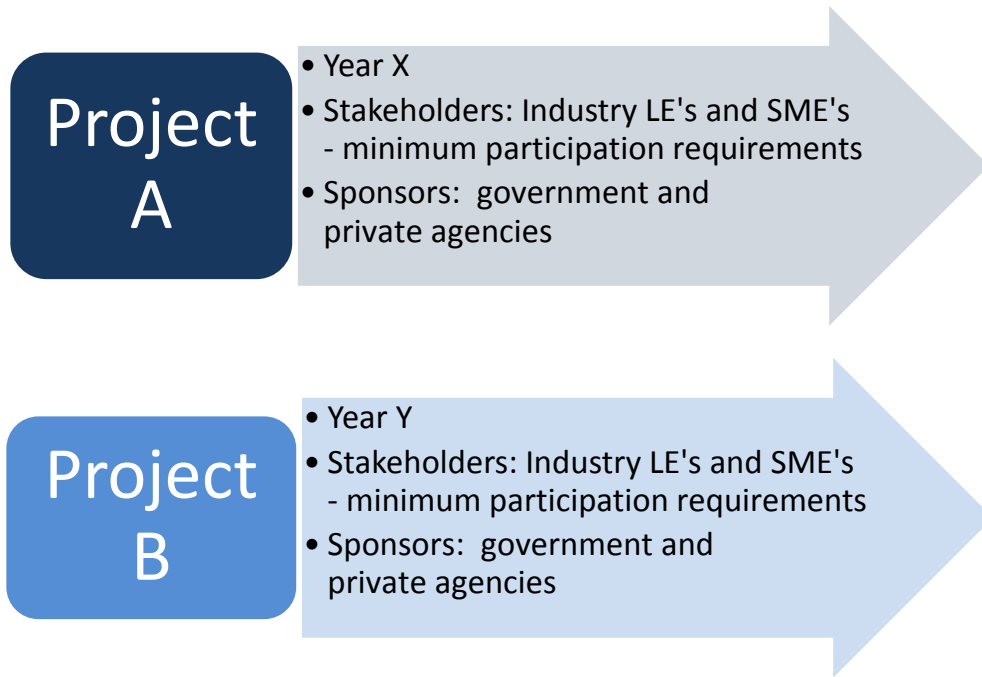 Project
A
• Year X
• Stakeholders: Industry LE's and SME's
- minimum participation requirements
• Sponsors:  government and
private agencies
Project
B
• Year Y
• Stakeholders: Industry LE's and SME's
- minimum participation requirements
• Sponsors:  government and
private agencies